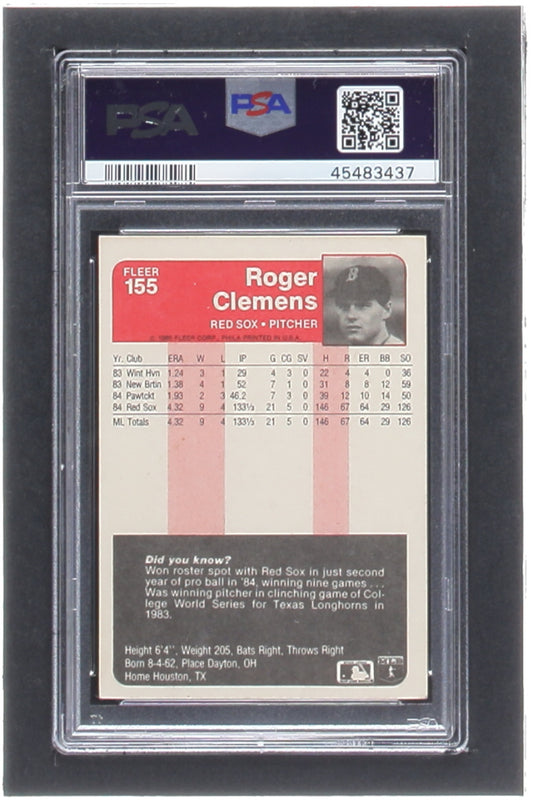 PSA
PSA
45483437
FLEER
155
Roger
Clemens
RED SOX • PITCHER
B
© 1985 FLEER CORP., PHILA PRINTED IN U.S.A.
Yr. Club ERA W L IP G CG SV H R ER BB SO
83 Wint Hvn 1.24 3 1 29 4 3 0 22 4 4 0 36
83 New Brtin 1.38 4 1 52 7 1 0 31 8 8 12 59
84 Pawtckt 1.93 2 3 46.2 7 3 0 39 12 10 14 50
84 Red Sox 4.32 9 4 133⅓ 21 5 0 146 67 64 29 126
ML Totals 4.32 9 4 133⅓ 21 5 0 146 67 64 29 126
Did you know?
Won roster spot with Red Sox in just second
year of pro ball in '84, winning nine games ...
Was winning pitcher in clinching game of Col-
lege World Series for Texas Longhorns in
1983.
Height 6'4'', Weight 205, Bats Right, Throws Right
Born 8-4-62, Place Dayton, OH
Home Houston, TX
PSA